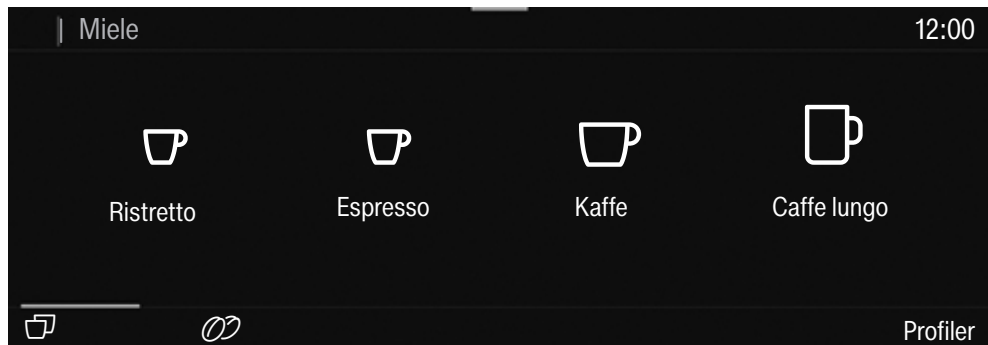 Miele
12:00
Ristretto
Espresso
Kaffe
Caffe lungo
Profiler